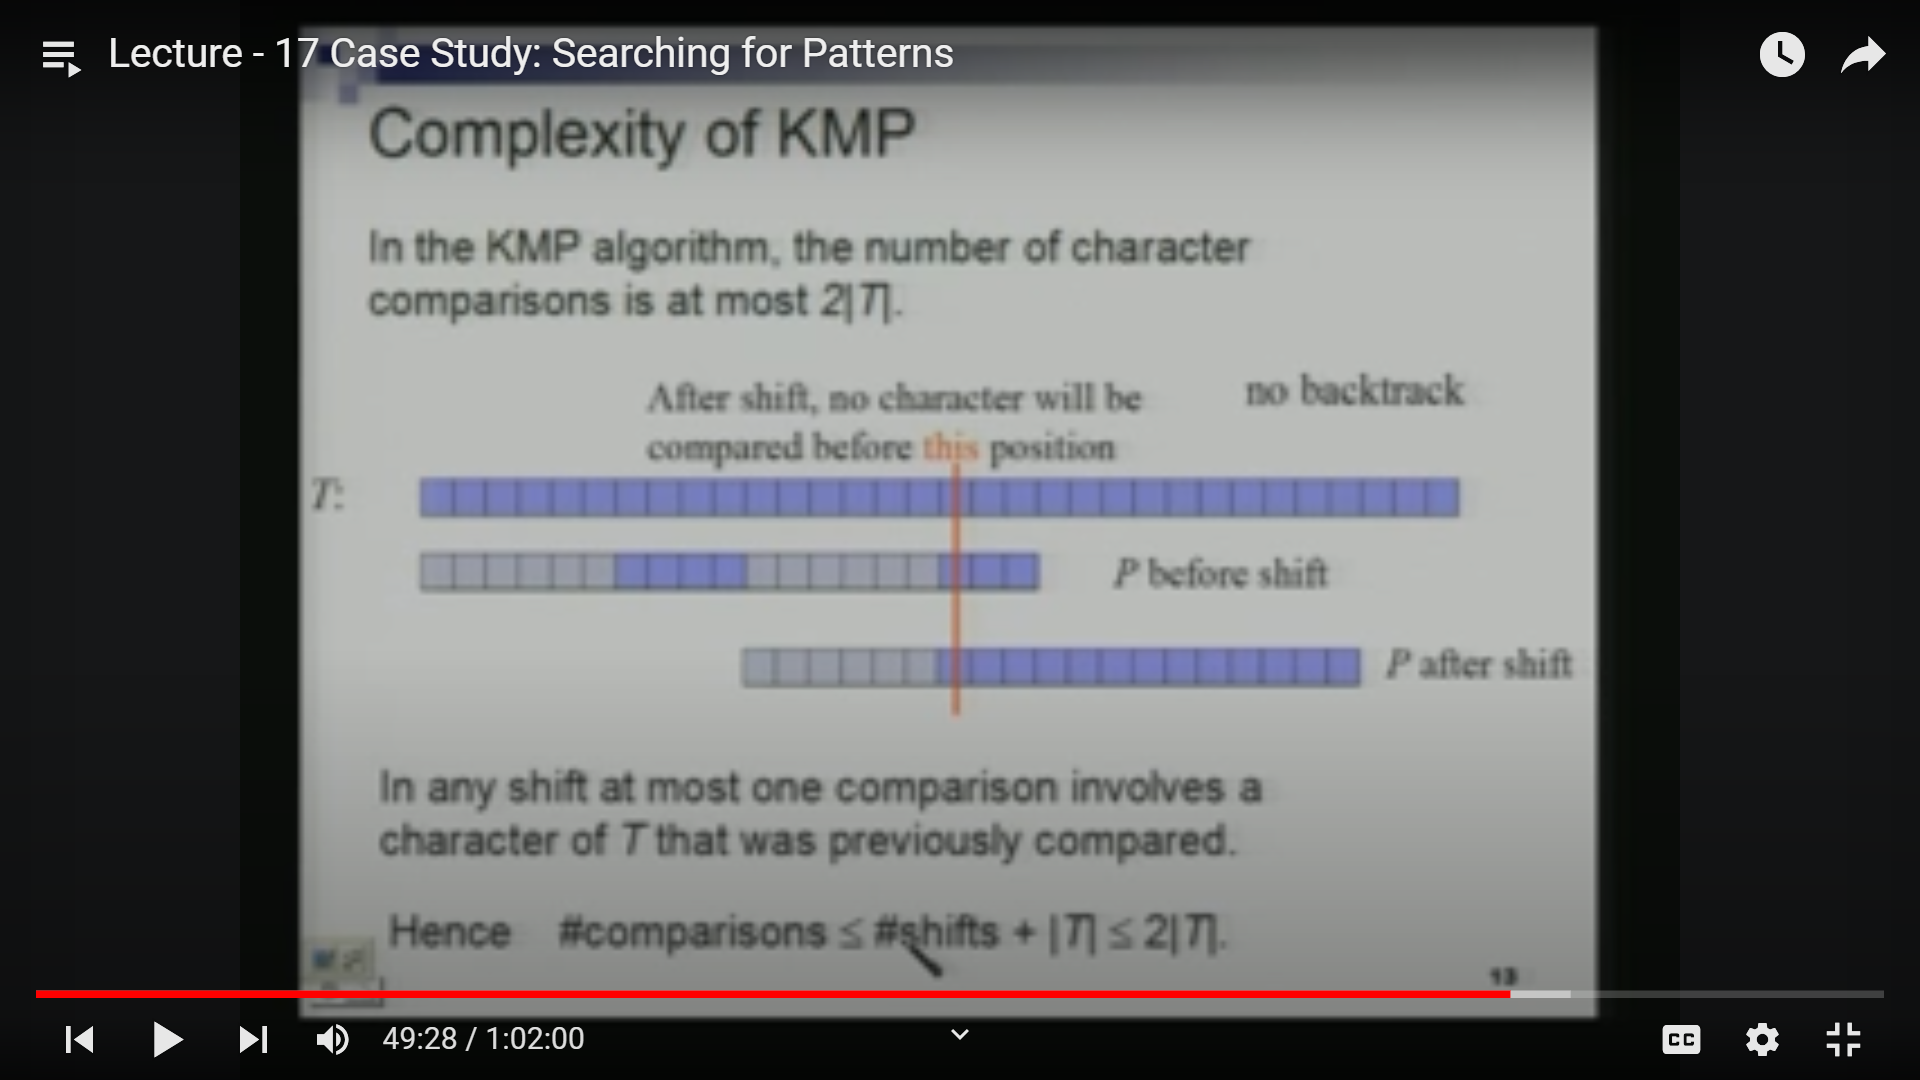 Lecture - 17 Case Study: Searching for Patterns
Complexity of KMP
In the KMP algorithm, the number of character
comparisons is at most 2|T|.
After shift, no character will be
compared before this position
no backtrack
T:
P before shift
P after shift
In any shift at most one comparison involves a
character of T that was previously compared.
Hence #comparisons ≤ #shifts + |T| ≤ 2|T|.
13
49:28 / 1:02:00
CC